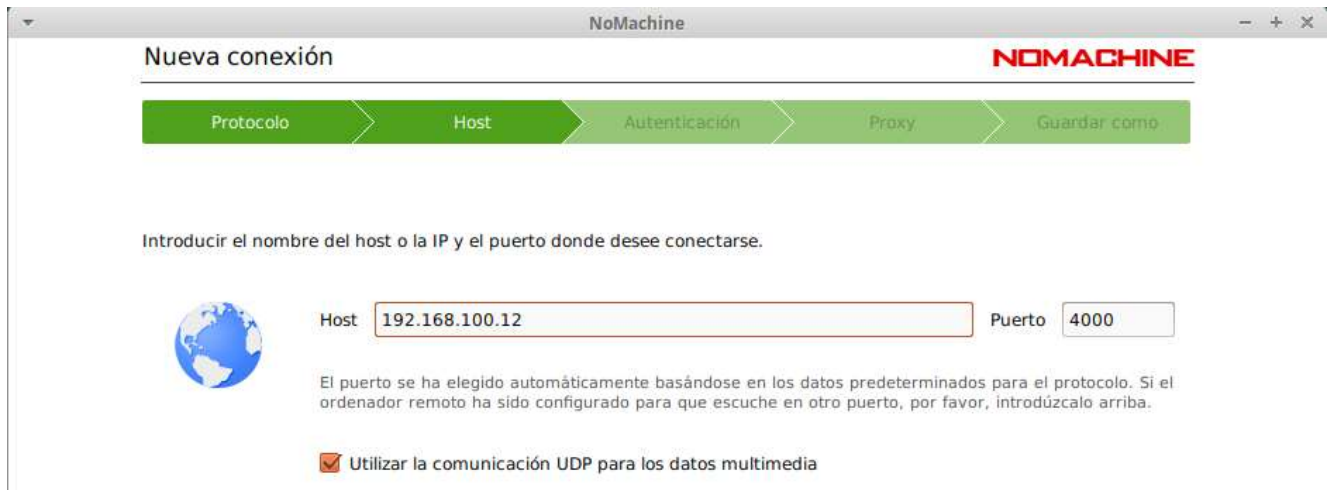 NoMachine
Nueva conexión
NOMACHINE
Protocolo
Host
Autenticación
Proxy
Guardar como
Introducir el nombre del host o la IP y el puerto donde desee conectarse.
Host 192.168.100.12 Puerto 4000
El puerto se ha elegido automáticamente basándose en los datos predeterminados para el protocolo. Si el
ordenador remoto ha sido configurado para que escuche en otro puerto, por favor, introdúzcalo arriba.
Utilizar la comunicación UDP para los datos multimedia